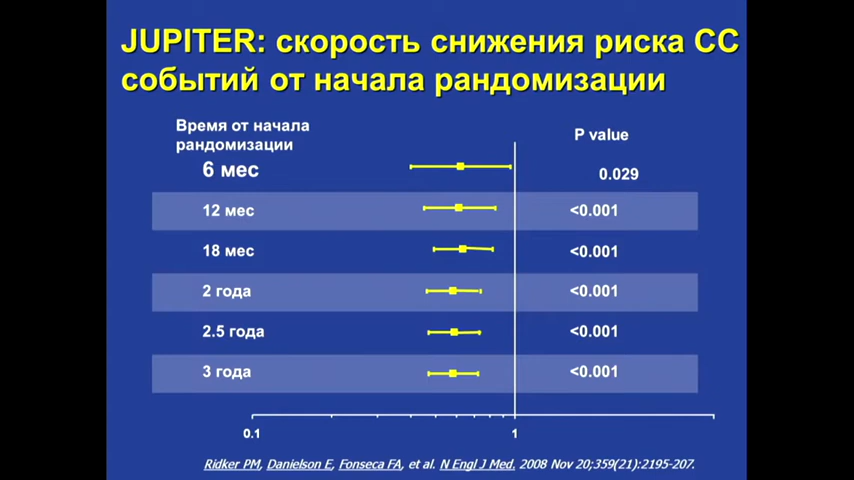 JUPITER: скорость снижения риска СС
событий от начала рандомизации
Время от начала
рандомизации
P value
6 мес 0.029
12 мес <0.001
18 мес <0.001
2 года <0.001
2.5 года <0.001
3 года <0.001
0.1 1
Ridker PM, Danielson E, Fonseca FA, et al. N Engl J Med. 2008 Nov 20;359(21):2195-207.